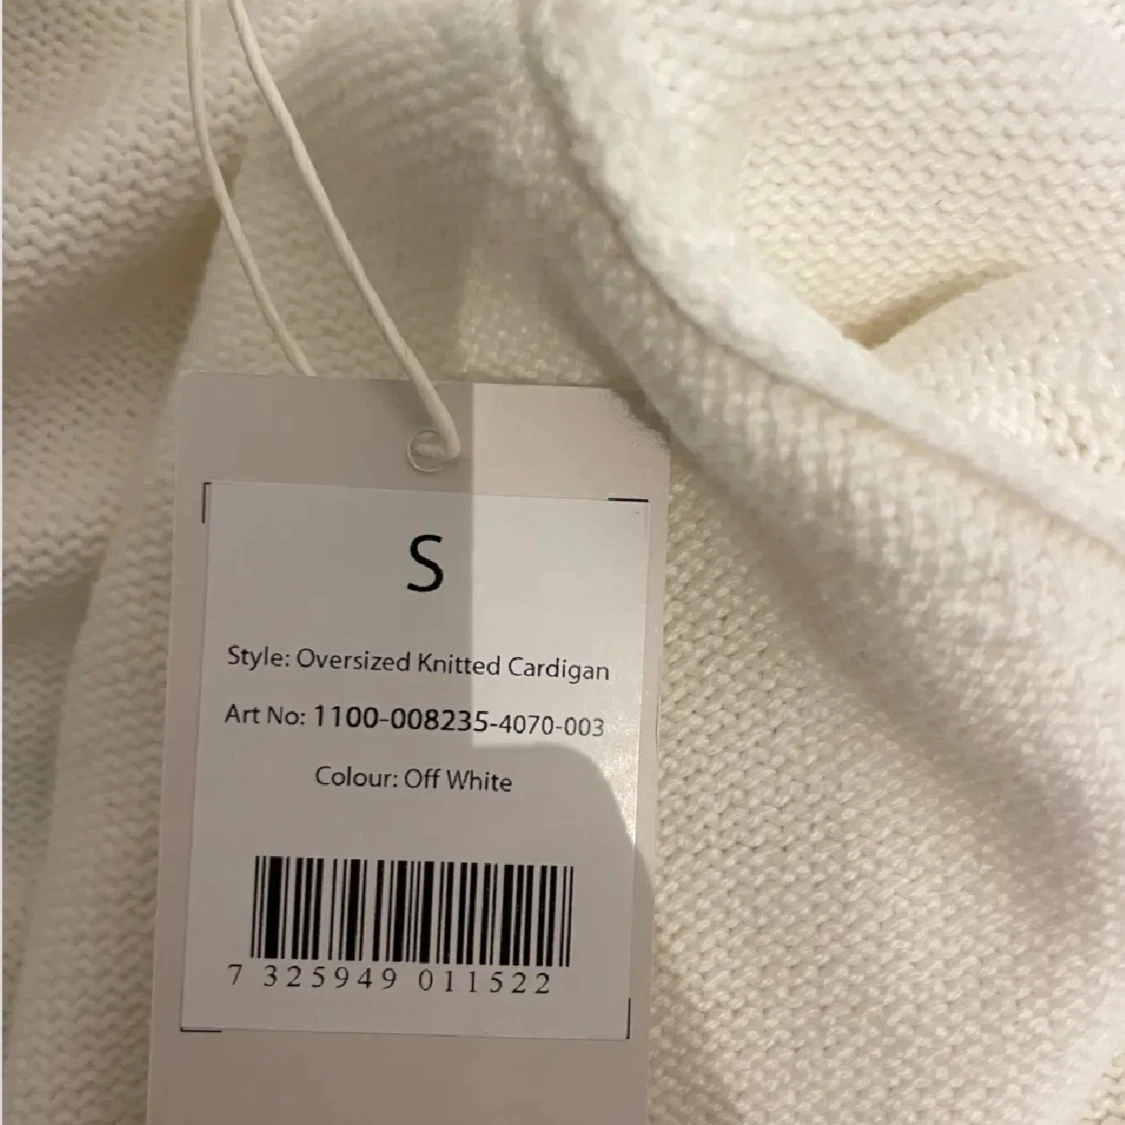 S
Style: Oversized Knitted Cardigan
Art No: 1100-008235-4070-003
Colour: Off White
7 325949 011522